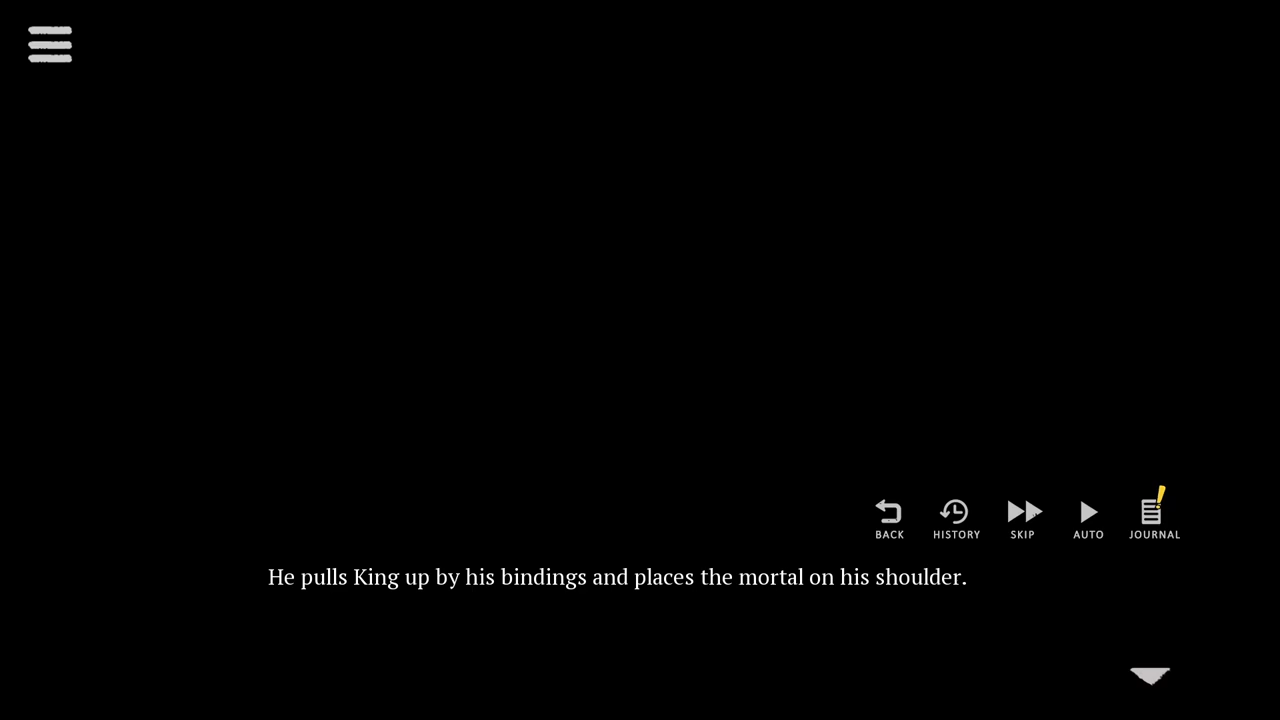 BACK HISTORY SKIP AUTO JOURNAL
He pulls King up by his bindings and places the mortal on his shoulder.